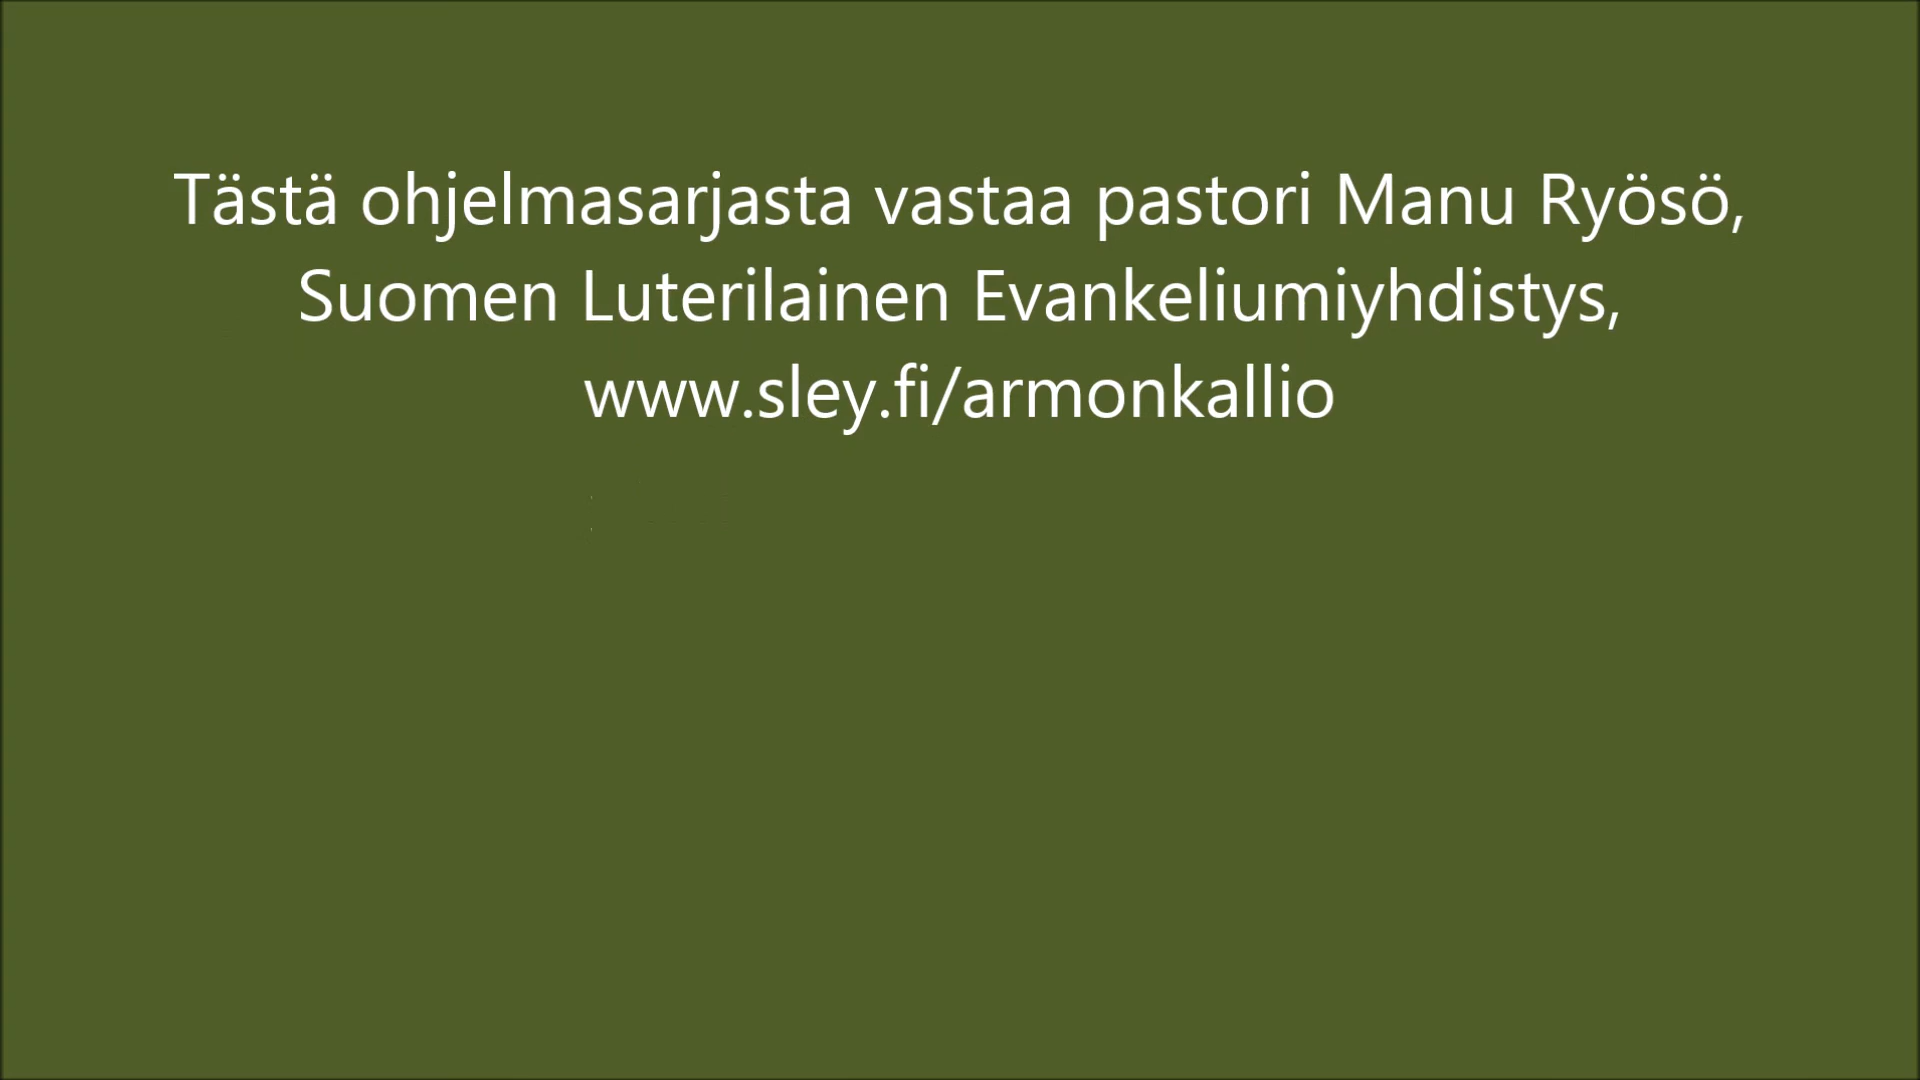 Tästä ohjelmasarjasta vastaa pastori Manu Ryösö,
Suomen Luterilainen Evankeliumiyhdistys,
www.sley.fi/armonkallio